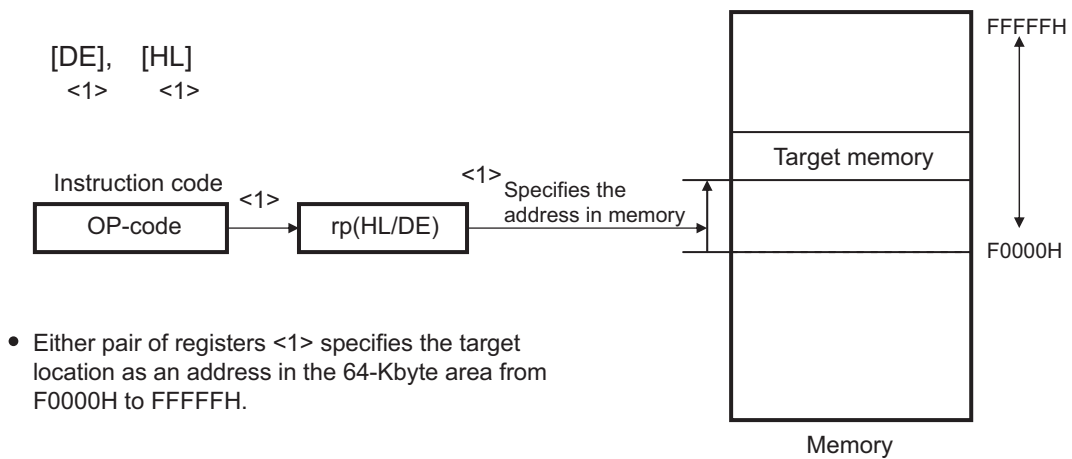 [DE], [HL]
<1> <1>
Instruction code
OP-code
<1>
rp(HL/DE)
<1>
Specifies the
address in memory
Target memory
FFFFFH
F0000H
Memory
• Either pair of registers <1> specifies the target
location as an address in the 64-Kbyte area from
F0000H to FFFFFH.